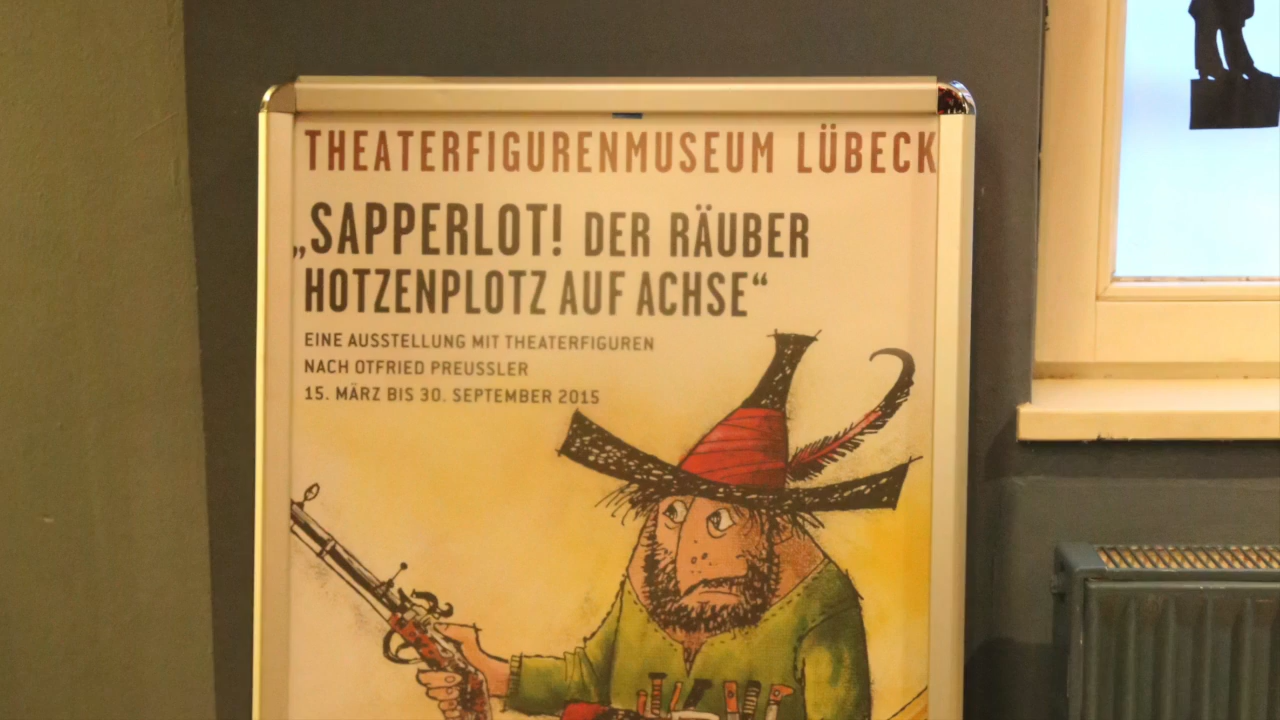 THEATERFIGURENMUSEUM LÜBECK
„SAPPERLOT! DER RÄUBER
HOTZENPLOTZ AUF ACHSE“
EINE AUSSTELLUNG MIT THEATERFIGUREN
NACH OTFRIED PREUSSLER
15. MÄRZ BIS 30. SEPTEMBER 2015